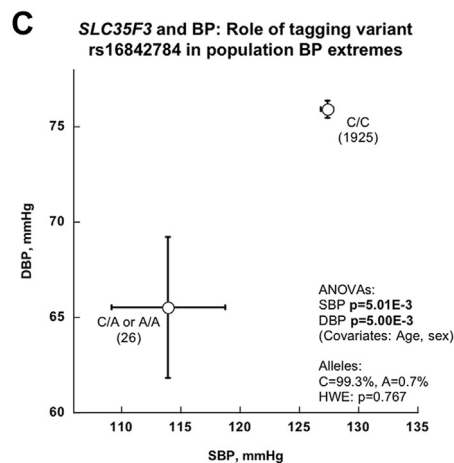 C
SLC35F3 and BP: Role of tagging variant
rs16842784 in population BP extremes
75
70
65
60
DBP, mmHg
C/C
(1925)
C/A or A/A
(26)
ANOVAs:
SBP p=5.01E-3
DBP p=5.00E-3
(Covariates: Age, sex)
Alleles:
C=99.3%, A=0.7%
HWE: p=0.767
110 115 120 125 130 135
SBP, mmHg